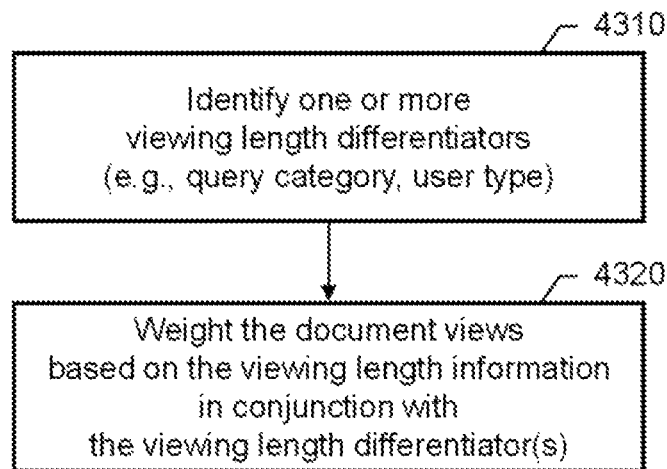 4310
Identify one or more
viewing length differentiators
(e.g., query category, user type)
4320
Weight the document views
based on the viewing length information
in conjunction with
the viewing length differentiator(s)